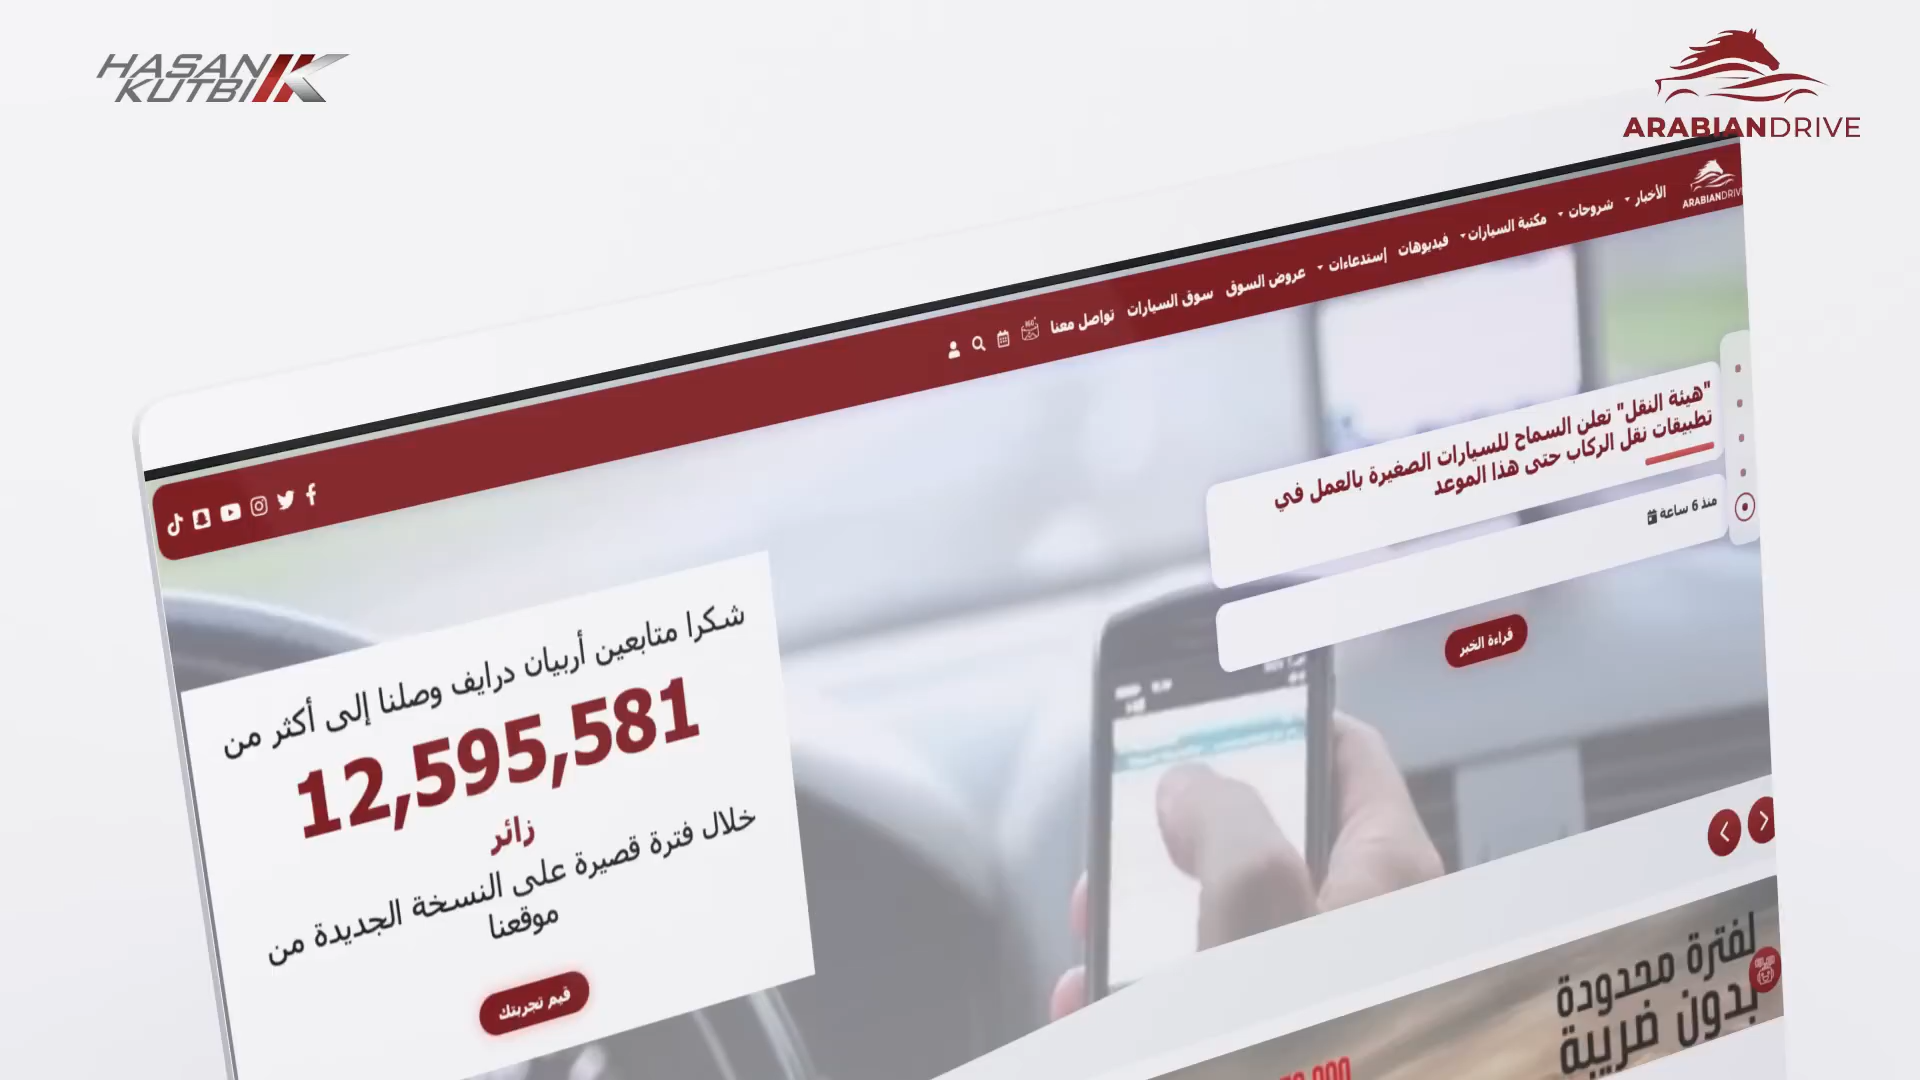 HASAN
KUTBI
ARABIANDRIVE
ARABIANDRIVE
الأخبار
شروحات
مكتبة السيارات
فيديوهات
إستدعاءات
عروض السوق
سوق السيارات
تواصل معنا
"هيئة النقل" تعلن السماح للسيارات الصغيرة بالعمل في
تطبيقات نقل الركاب حتى هذا الموعد
منذ 6 ساعة
قراءة الخبر
شكرا متابعين أربيان درايف وصلنا إلى أكثر من
12,595,581
زائر
خلال فترة قصيرة على النسخة الجديدة من
موقعنا
قيم تجربتك
لفترة محدودة
بدون ضريبة